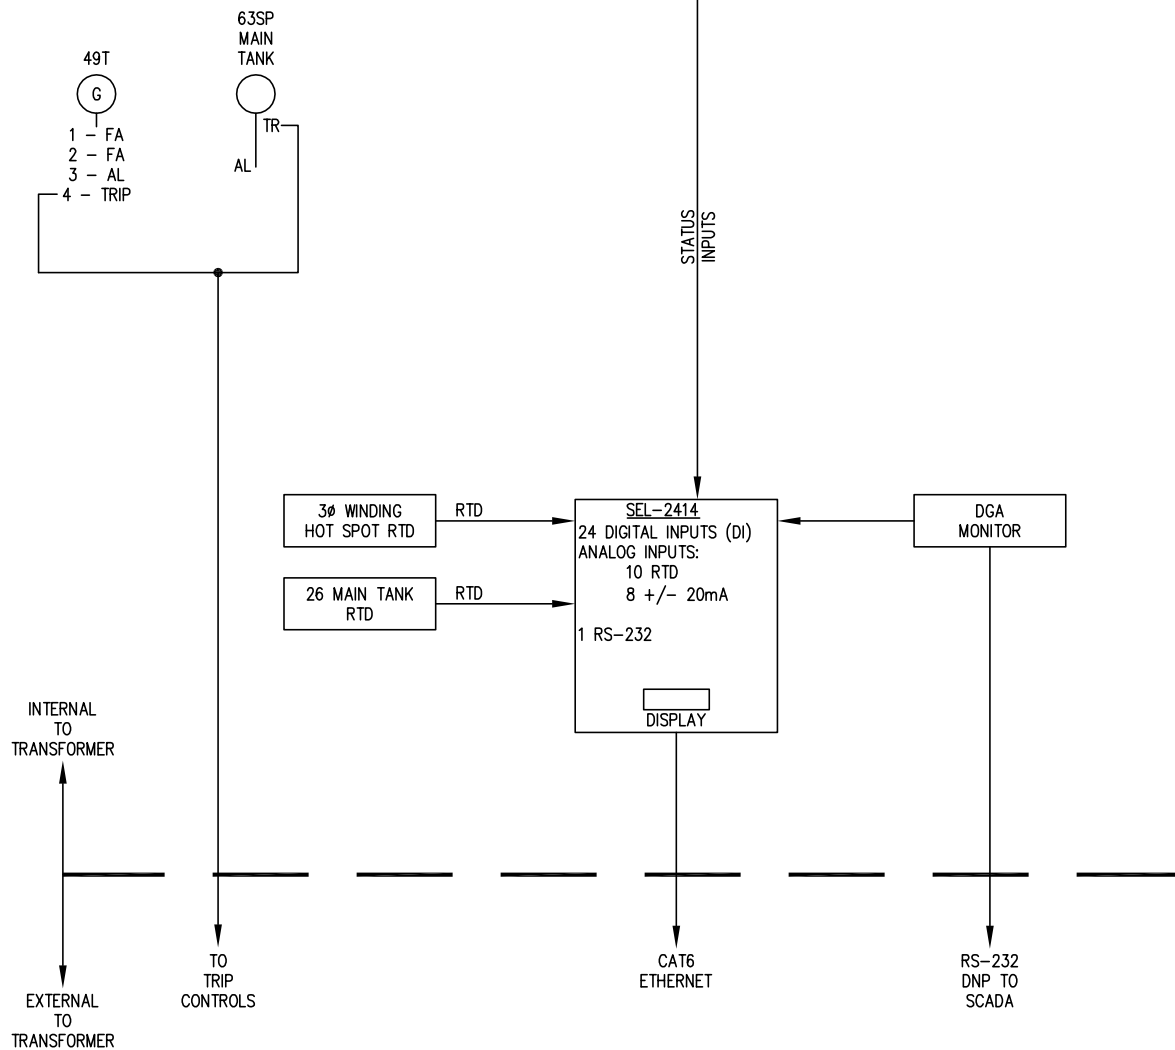 63SP
MAIN
TANK
49T
G
TR
1 – FA
2 – FA
3 – AL
4 – TRIP
AL
STATUS
INPUTS
3ø WINDING
HOT SPOT RTD
RTD
26 MAIN TANK
RTD
RTD
SEL–2414
24 DIGITAL INPUTS (DI)
ANALOG INPUTS:
10 RTD
8 +/– 20mA
1 RS–232
DISPLAY
DGA
MONITOR
INTERNAL
TO
TRANSFORMER
EXTERNAL
TO
TRANSFORMER
TO
TRIP
CONTROLS
CAT6
ETHERNET
RS–232
DNP TO
SCADA